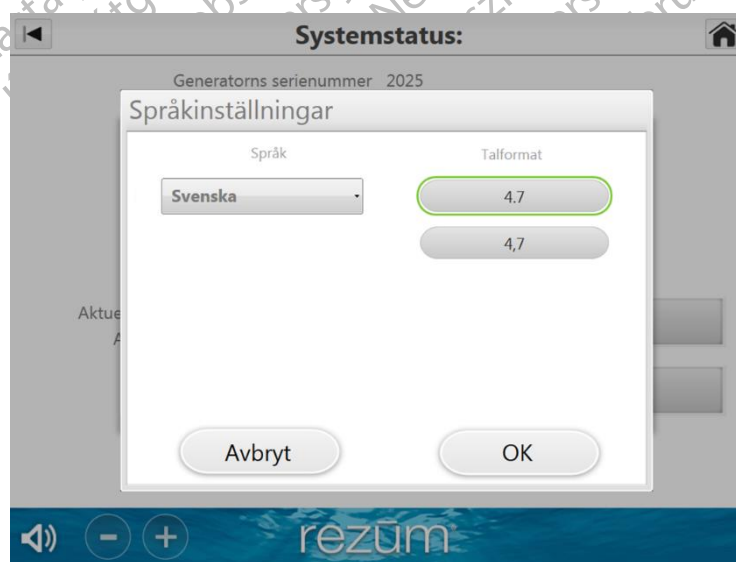 Systemstatus:
Generatorns serienummer 2025
Språkinställningar
Språk
Talformat
Svenska
4.7
4,7
Aktue
A
Avbryt
OK
rezūm